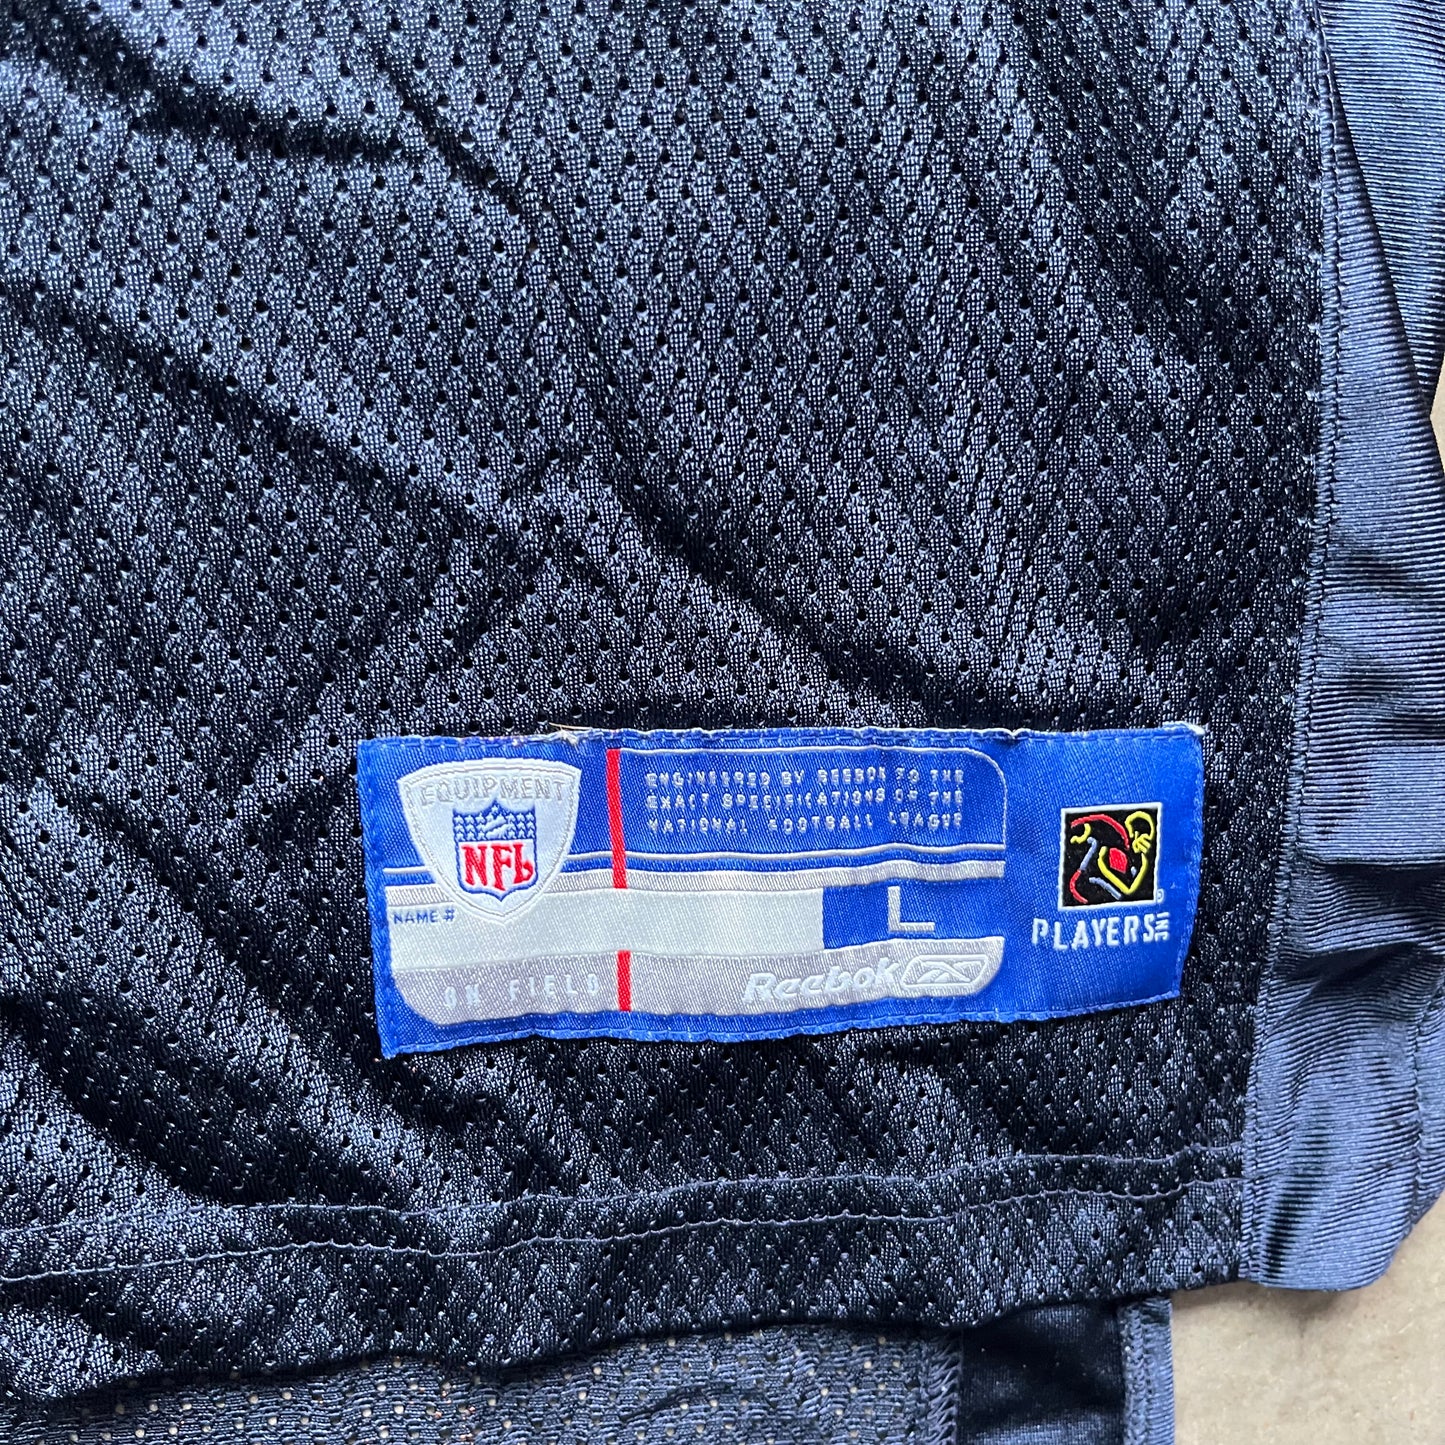 EQUIPMENT
NFL
ENGINEERED BY REEBOK TO THE
EXACT SPECIFICATIONS OF THE
NATIONAL FOOTBALL LEAGUE
NAME #
L
ON FIELD
Reebok
PLAYERS INC